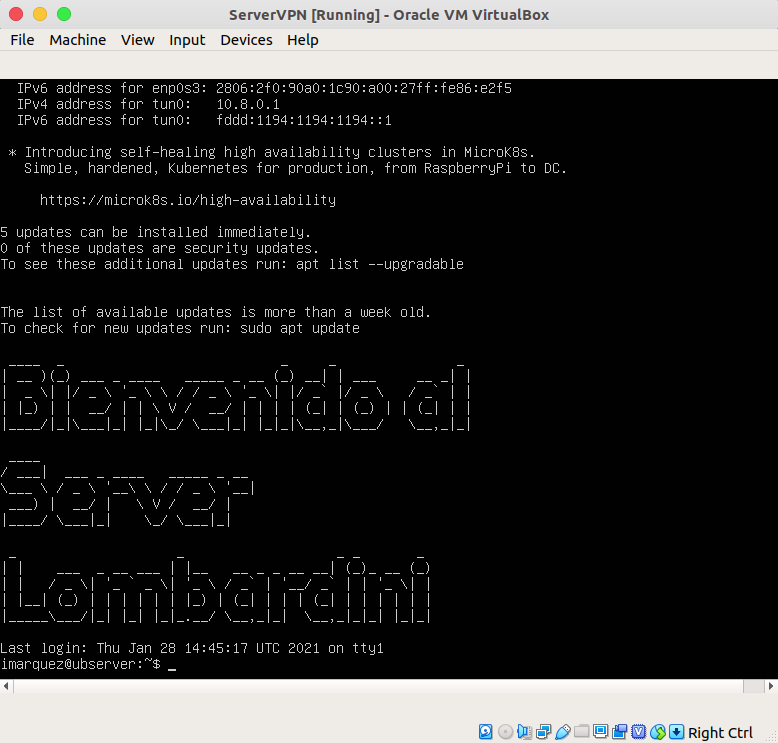 ServerVPN [Running] - Oracle VM VirtualBox
File Machine View Input Devices Help
IPv6 address for enp0s3: 2806:2f0:90a0:1c90:a00:27ff:fe86:e2f5
IPv4 address for tun0: 10.8.0.1
IPv6 address for tun0: fddd:1194:1194:1194::1
* Introducing self-healing high availability clusters in MicroK8s.
Simple, hardened, Kubernetes for production, from RaspberryPi to DC.
https://microk8s.io/high-availability
5 updates can be installed immediately.
0 of these updates are security updates.
To see these additional updates run: apt list --upgradable
The list of available updates is more than a week old.
To check for new updates run: sudo apt update
Bienvenido al
Server
Lombardini
Last login: Thu Jan 28 14:45:17 UTC 2021 on tty1
imarquez@ubserver:~$ _
Right Ctrl